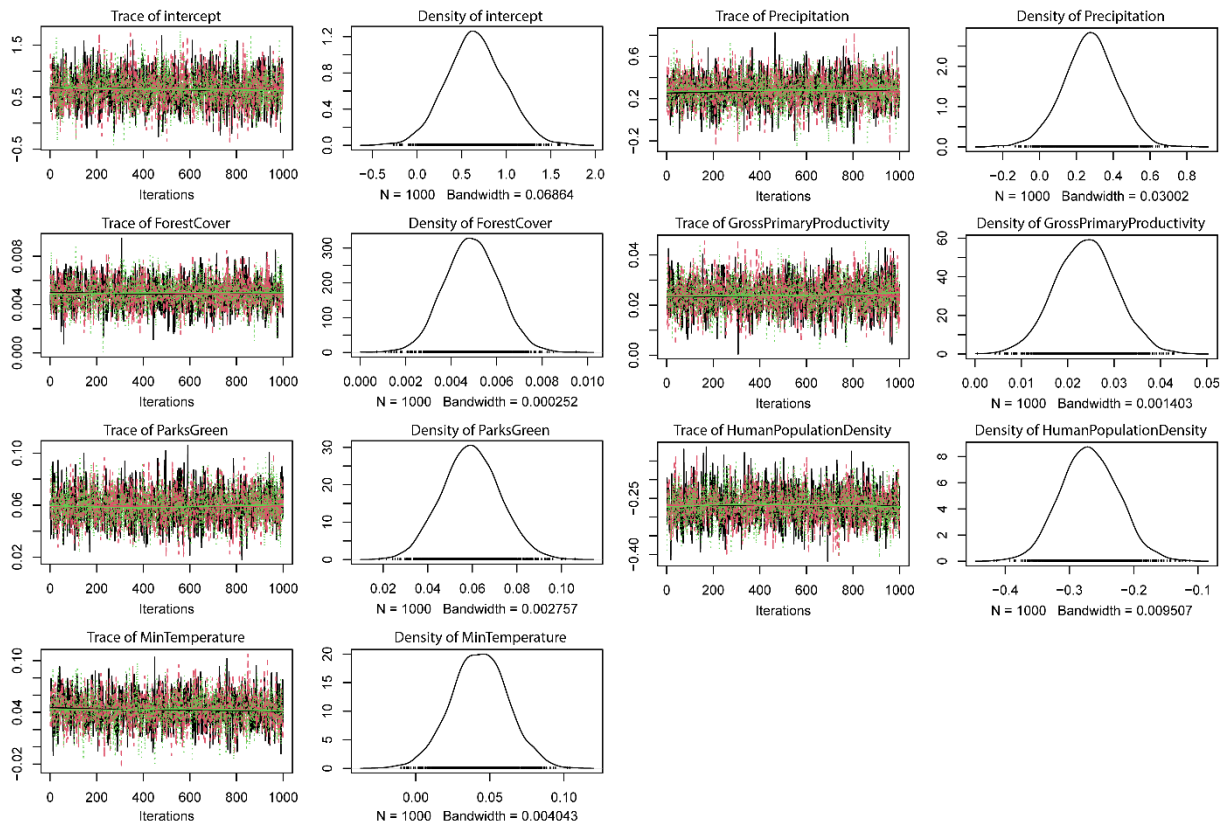 Trace of intercept
1.5
0.5
−0.5
0 200 400 600 800 1000
Iterations
Density of intercept
1.2
0.8
0.4
0.0
−0.5 0.0 0.5 1.0 1.5 2.0
N = 1000 Bandwidth = 0.06864
Trace of Precipitation
0.6
0.2
−0.2
0 200 400 600 800 1000
Iterations
Density of Precipitation
3.0
2.0
1.0
0.0
−0.2 0.0 0.2 0.4 0.6 0.8
N = 1000 Bandwidth = 0.03002
Trace of ForestCover
0.008
0.004
0.000
0 200 400 600 800 1000
Iterations
Density of ForestCover
300
200
100
0
0.000 0.002 0.004 0.006 0.008 0.010
N = 1000 Bandwidth = 0.000252
Trace of GrossPrimaryProductivity
0.04
0.02
0.00
0 200 400 600 800 1000
Iterations
Density of GrossPrimaryProductivity
60
40
20
0
0.00 0.01 0.02 0.03 0.04 0.05
N = 1000 Bandwidth = 0.001403
Trace of ParksGreen
0.10
0.06
0.02
0 200 400 600 800 1000
Iterations
Density of ParksGreen
30
20
10
0
0.02 0.04 0.06 0.08 0.10
N = 1000 Bandwidth = 0.002757
Trace of HumanPopulationDensity
−0.25
−0.40
0 200 400 600 800 1000
Iterations
Density of HumanPopulationDensity
8
6
4
2
0
−0.4 −0.3 −0.2 −0.1
N = 1000 Bandwidth = 0.009507
Trace of MinTemperature
0.10
0.04
−0.02
0 200 400 600 800 1000
Iterations
Density of MinTemperature
20
15
10
5
0
0.00 0.05 0.10
N = 1000 Bandwidth = 0.004043